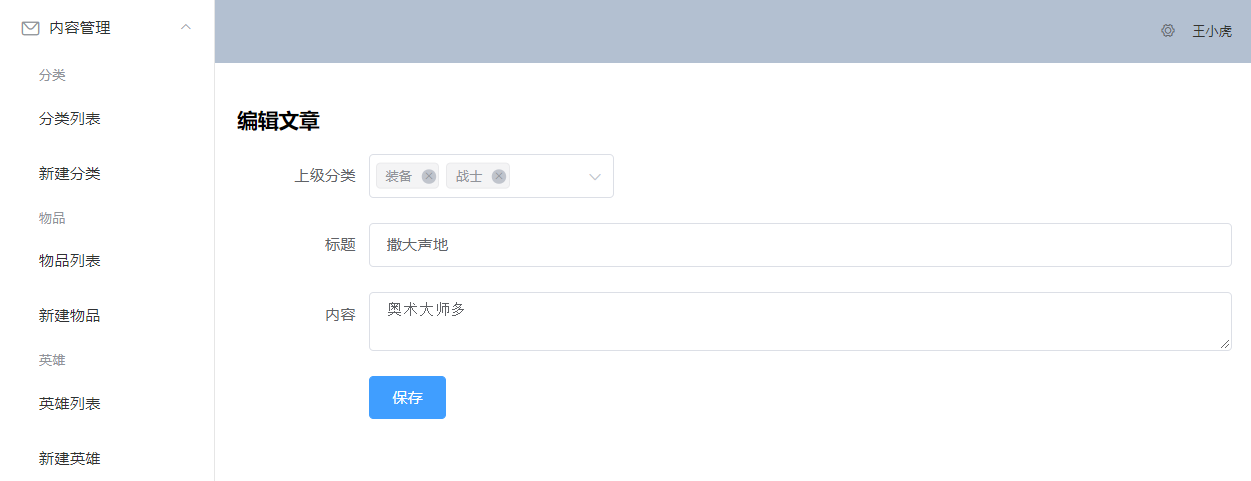 内容管理
分类
分类列表
新建分类
物品
物品列表
新建物品
英雄
英雄列表
新建英雄
王小虎
编辑文章
上级分类 装备 战士
标题 撒大声地
内容 奥术大师多
保存